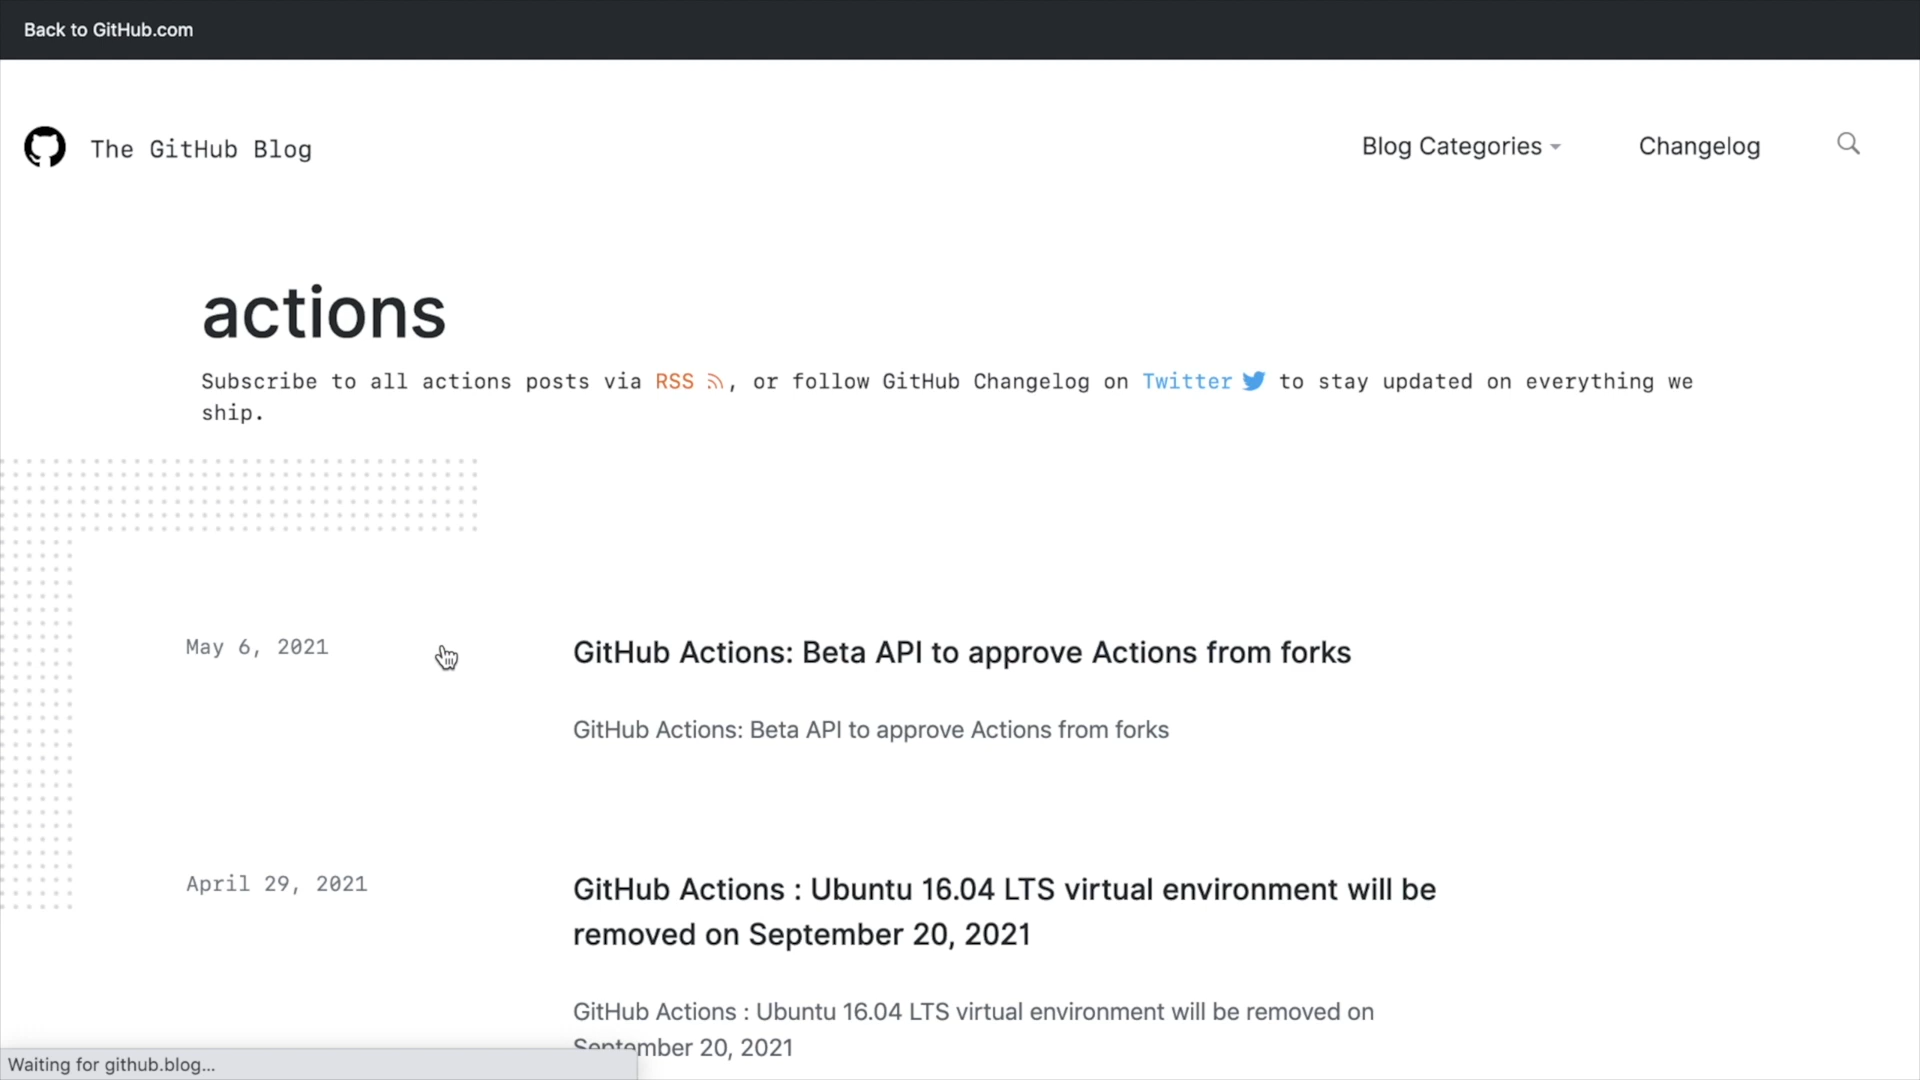 Back to GitHub.com
The GitHub Blog
Blog Categories
Changelog
actions
Subscribe to all actions posts via RSS, or follow GitHub Changelog on Twitter to stay updated on everything we
ship.
May 6, 2021
GitHub Actions: Beta API to approve Actions from forks
GitHub Actions: Beta API to approve Actions from forks
April 29, 2021
GitHub Actions : Ubuntu 16.04 LTS virtual environment will be
removed on September 20, 2021
GitHub Actions : Ubuntu 16.04 LTS virtual environment will be removed on
September 20, 2021
Waiting for github.blog...